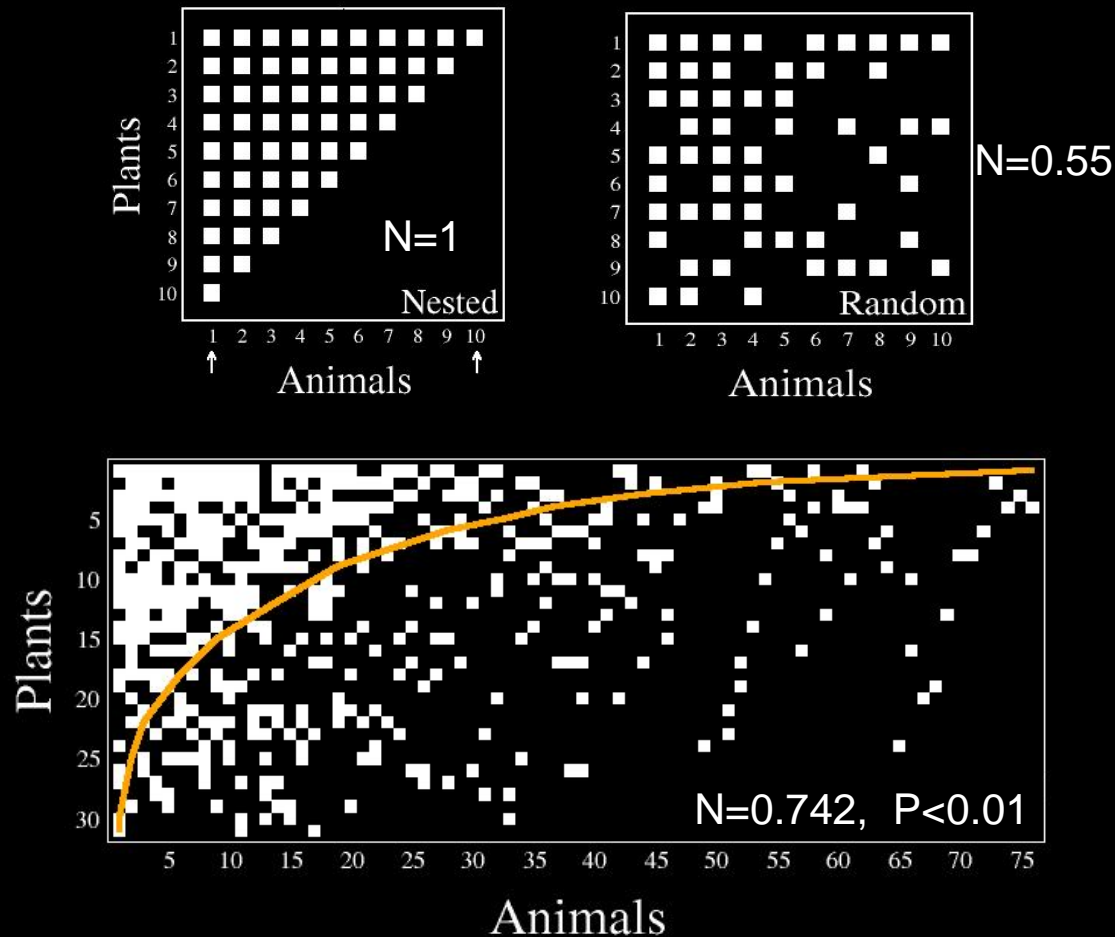 1
2
3
4
5
6
7
8
9
10
Plants
N=1
Nested
1 2 3 4 5 6 7 8 9 10
Animals
1
2
3
4
5
6
7
8
9
10
N=0.55
Random
1 2 3 4 5 6 7 8 9 10
Animals
5
10
15
20
25
30
Plants
N=0.742, P<0.01
5 10 15 20 25 30 35 40 45 50 55 60 65 70 75
Animals